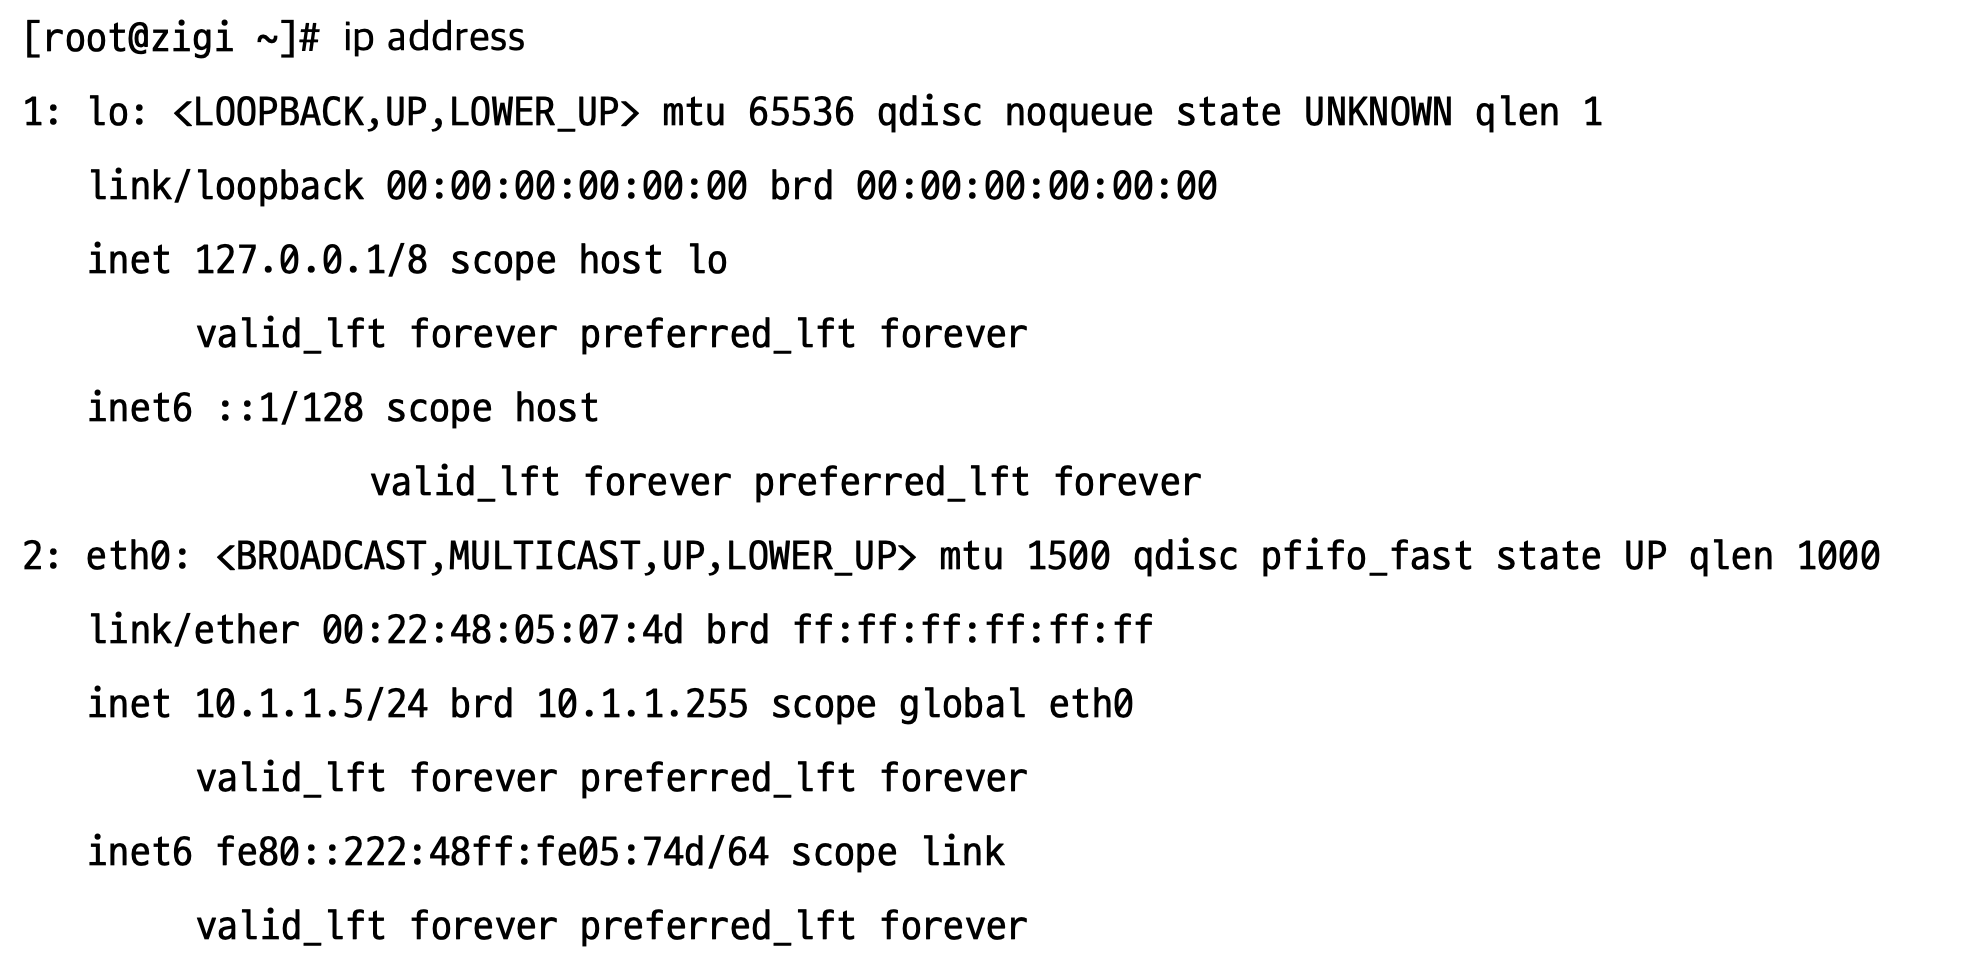 [root@zigi ~]# ip address
1: lo: <LOOPBACK,UP,LOWER_UP> mtu 65536 qdisc noqueue state UNKNOWN qlen 1
link/loopback 00:00:00:00:00:00 brd 00:00:00:00:00:00
inet 127.0.0.1/8 scope host lo
valid_lft forever preferred_lft forever
inet6 ::1/128 scope host
valid_lft forever preferred_lft forever
2: eth0: <BROADCAST,MULTICAST,UP,LOWER_UP> mtu 1500 qdisc pfifo_fast state UP qlen 1000
link/ether 00:22:48:05:07:4d brd ff:ff:ff:ff:ff:ff
inet 10.1.1.5/24 brd 10.1.1.255 scope global eth0
valid_lft forever preferred_lft forever
inet6 fe80::222:48ff:fe05:74d/64 scope link
valid_lft forever preferred_lft forever